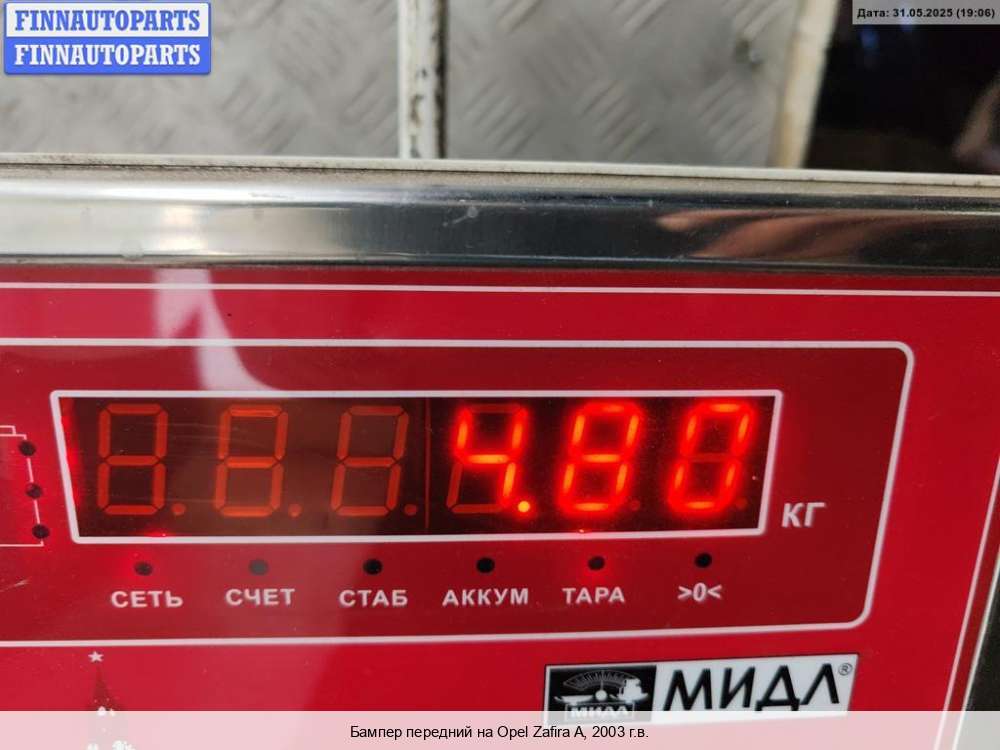 FINNAUTOPARTS
FINNAUTOPARTS
Дата: 31.05.2025 (19:06)
4.80
КГ
СЕТЬ СЧЕТ СТАБ АККУМ ТАРА >0<
МИДЛ
МИДЛ®
Бампер передний на Opel Zafira A, 2003 г.в.